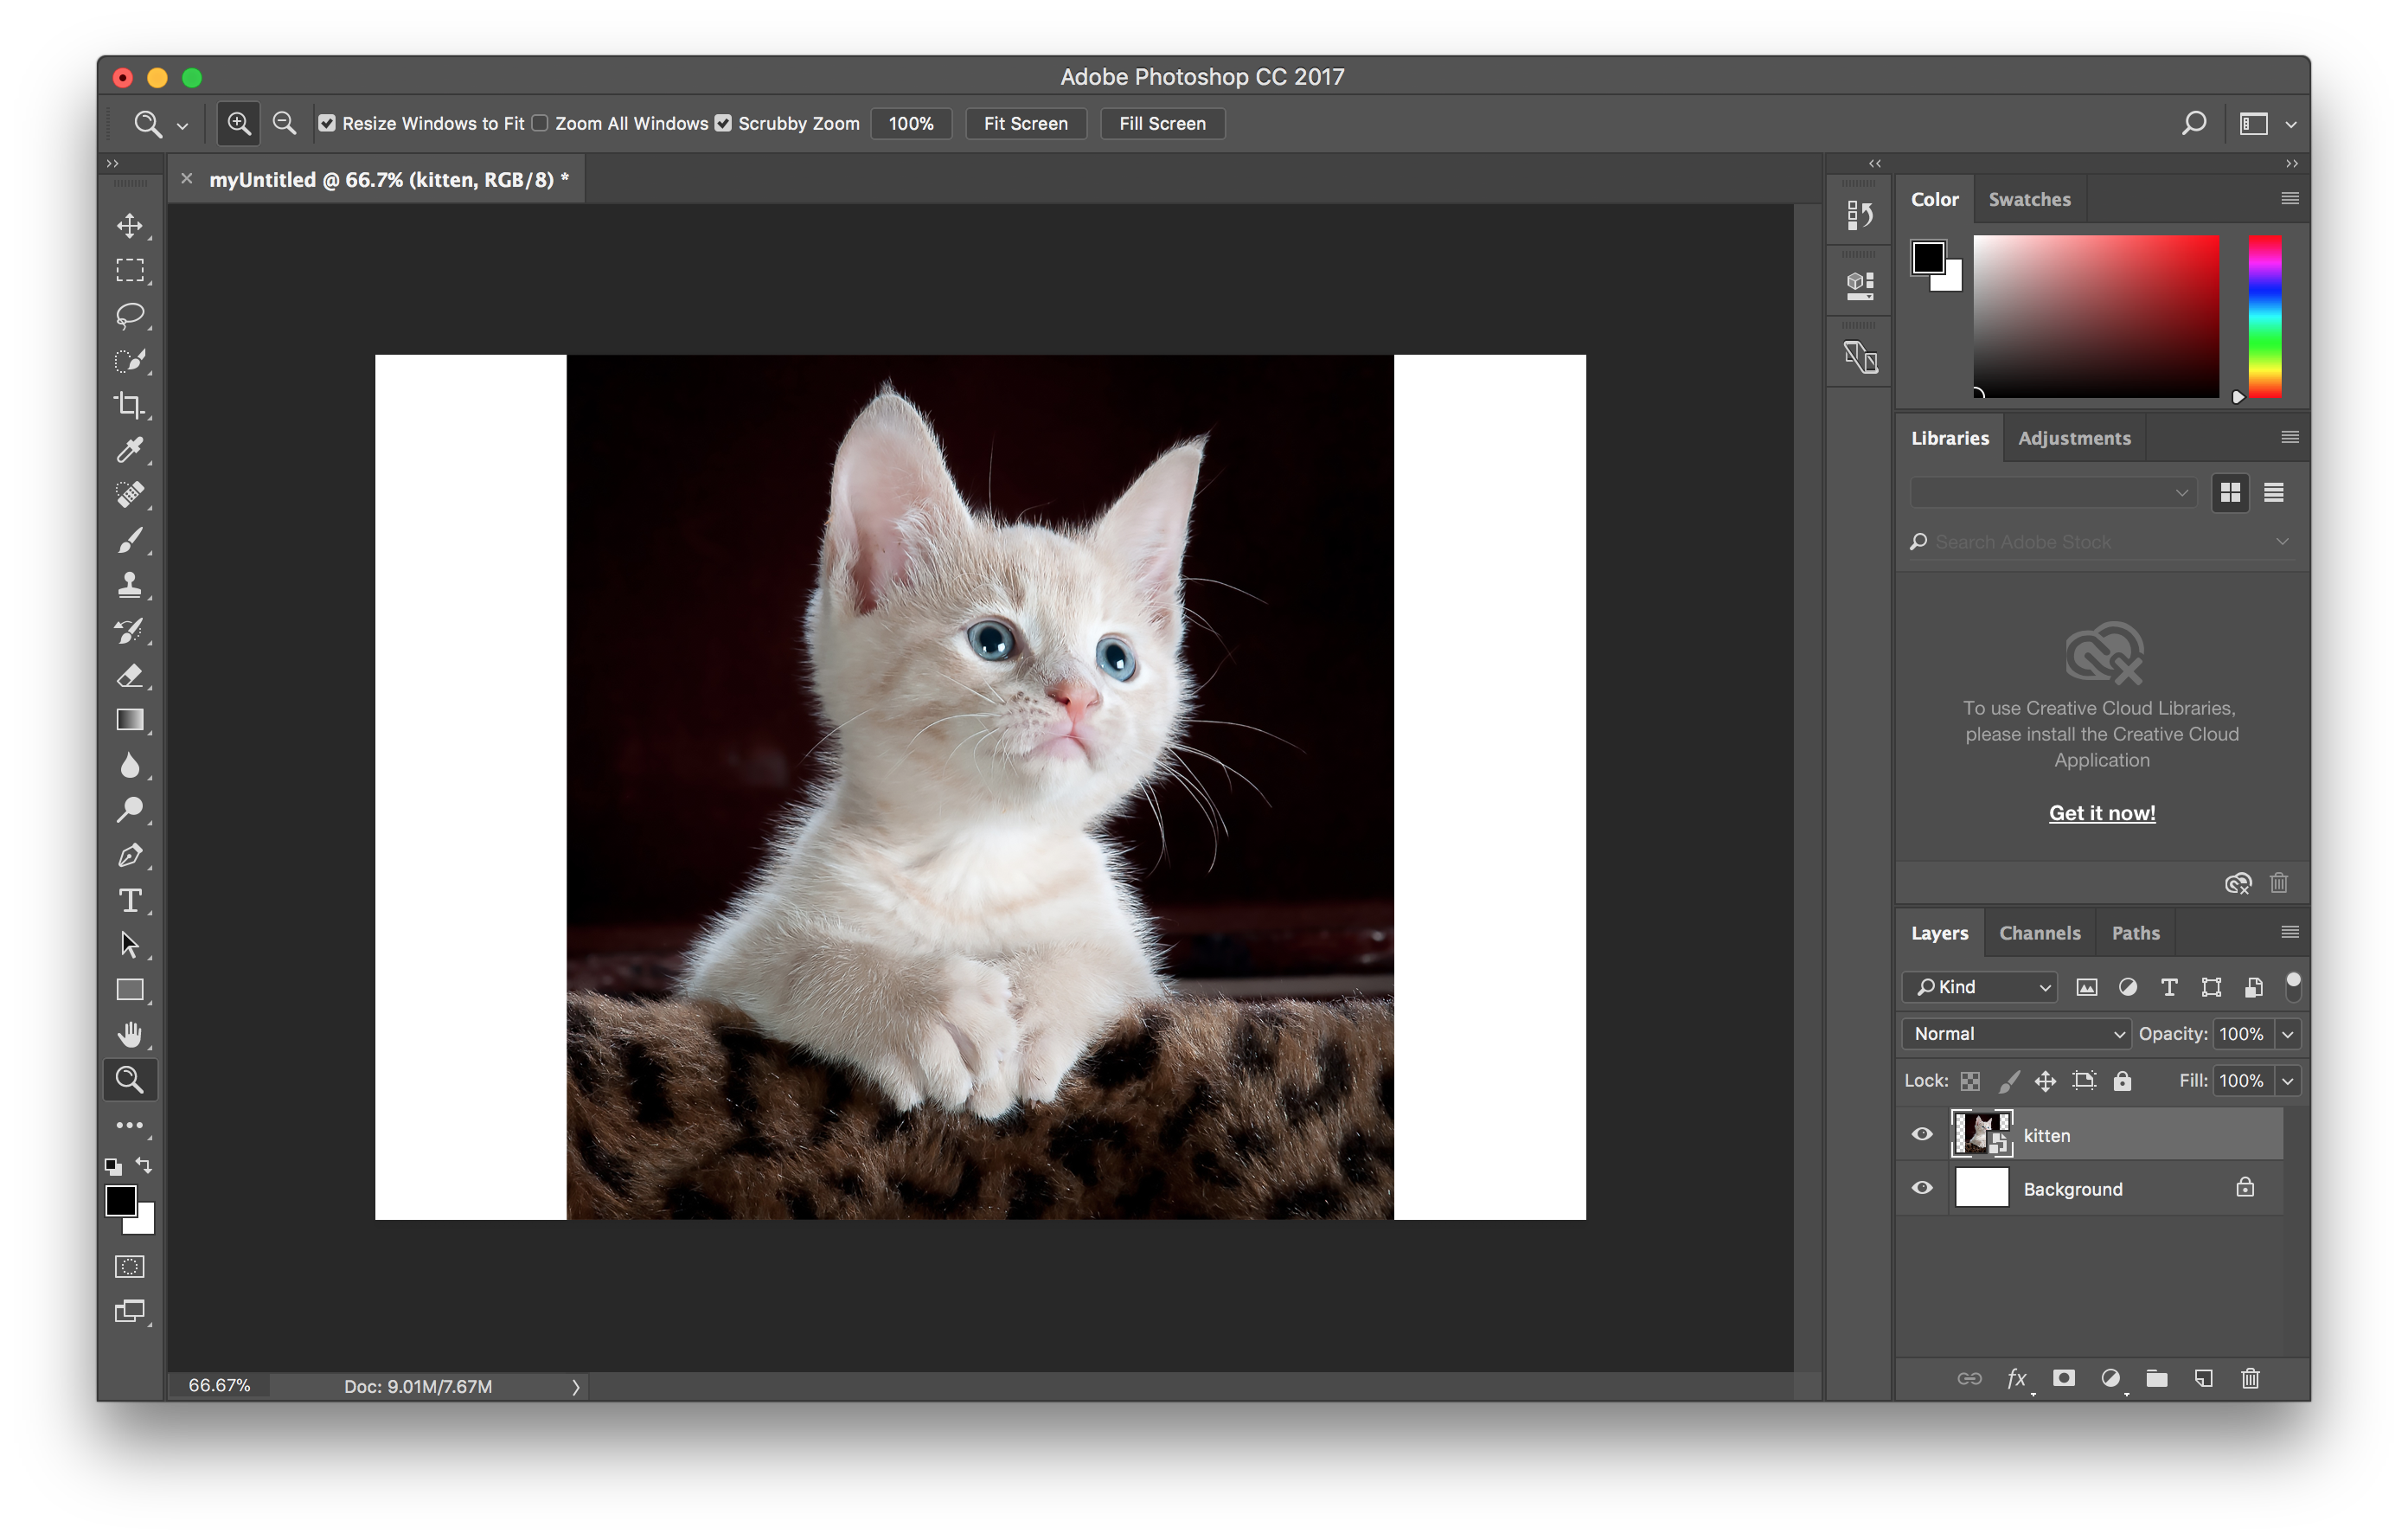 Adobe Photoshop CC 2017
Resize Windows to Fit Zoom All Windows Scrubby Zoom 100% Fit Screen Fill Screen
myUntitled @ 66.7% (kitten, RGB/8) *
Color Swatches
Libraries Adjustments
Search Adobe Stock
To use Creative Cloud Libraries,
please install the Creative Cloud
Application
Get it now!
Layers Channels Paths
Kind
Normal Opacity: 100%
Lock: Fill: 100%
kitten
Background
fx
66.67% Doc: 9.01M/7.67M